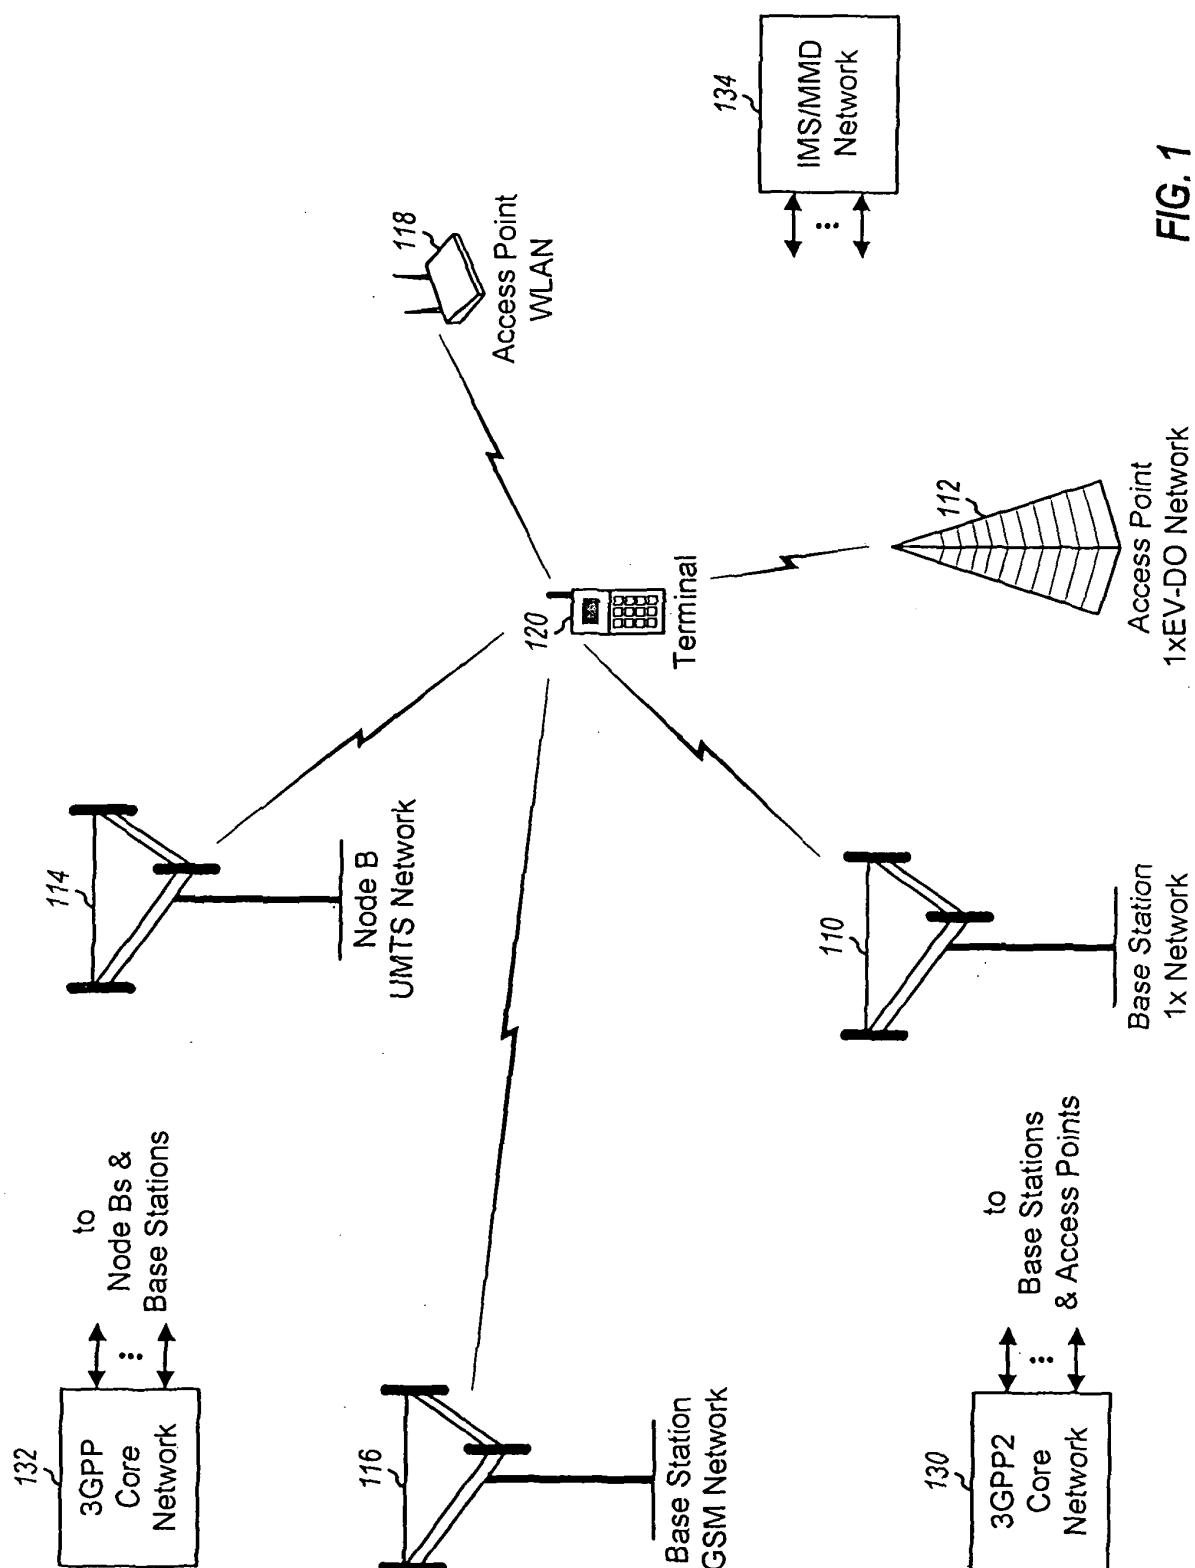 132
3GPP
Core
Network
to
Node Bs &
Base Stations
114
Node B
UMTS Network
118
Access Point
WLAN
116
Base Station
GSM Network
120
Terminal
134
IMS/MMD
Network
130
3GPP2
Core
Network
to
Base Stations
& Access Points
110
Base Station
1x Network
112
Access Point
1xEV-DO Network
FIG. 1